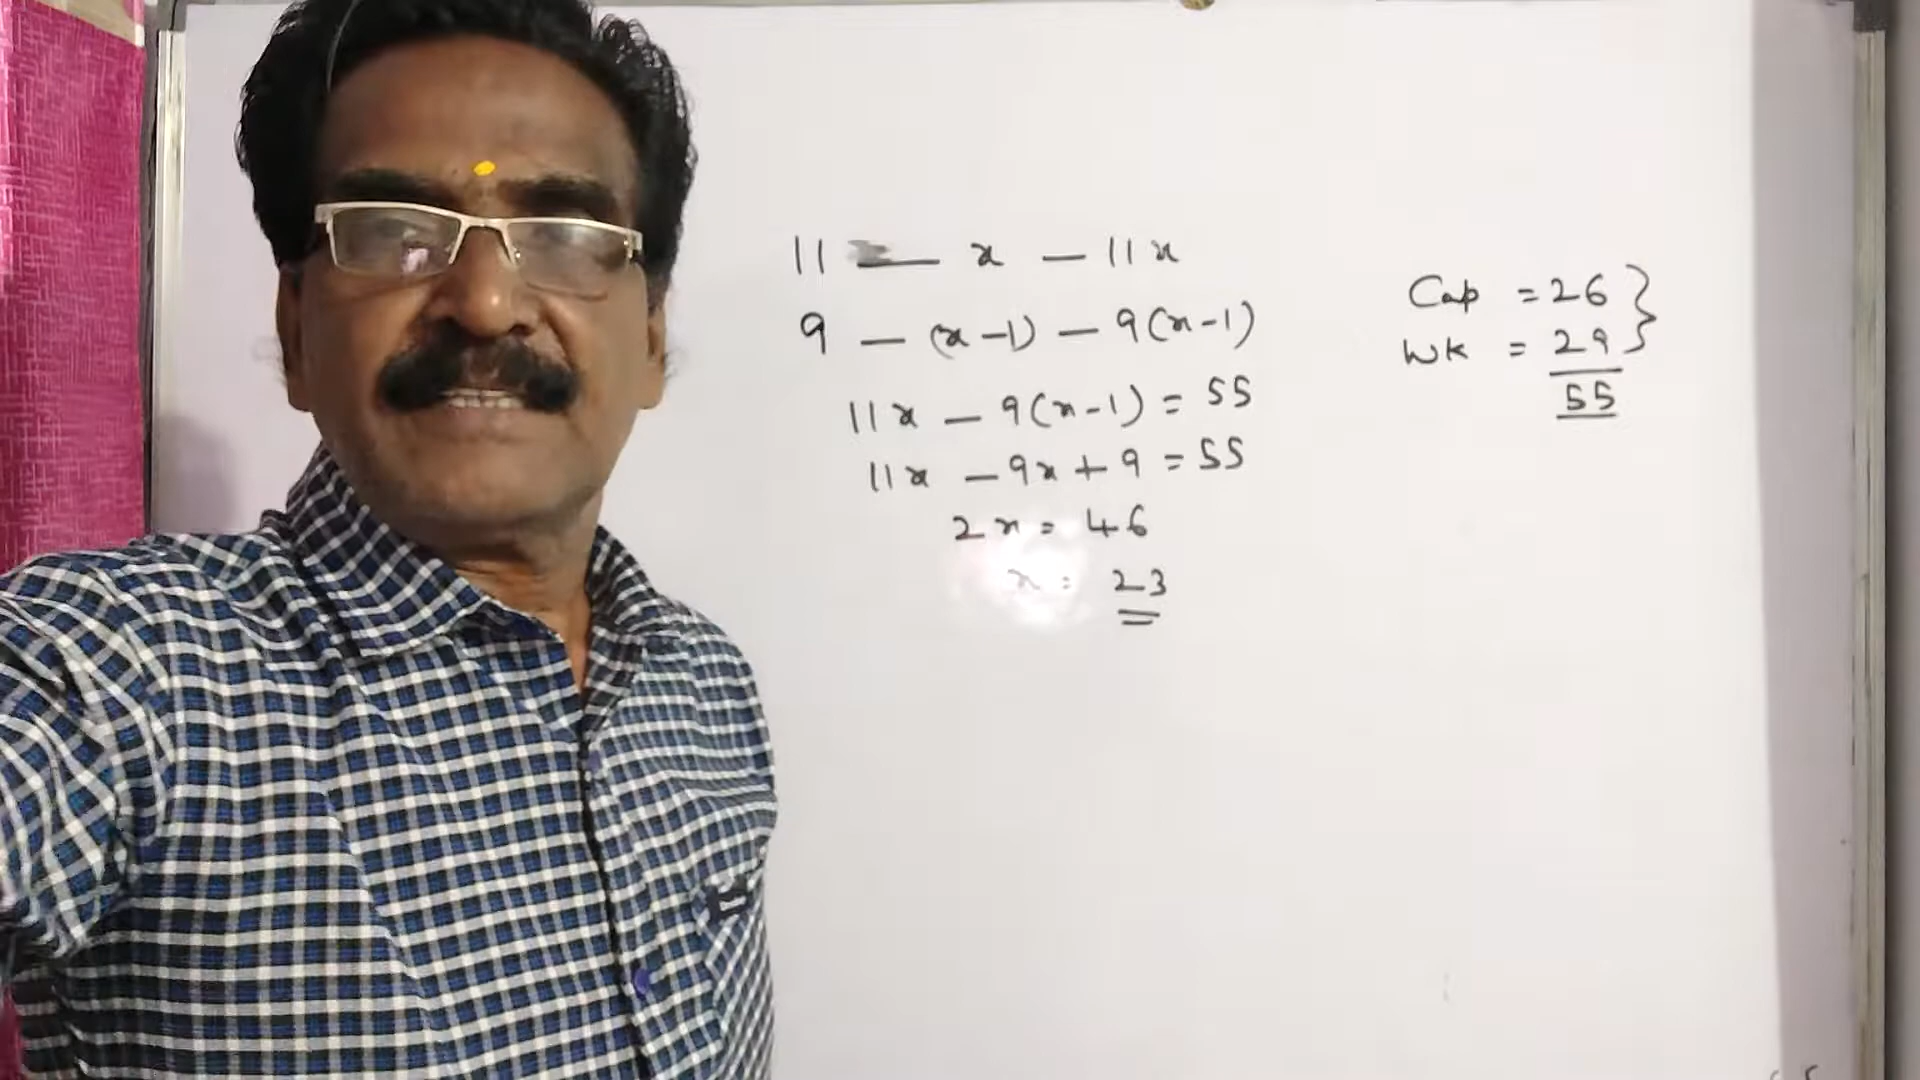 11 — x — 11x
9 — (x-1) — 9(x-1)
11x — 9(x-1) = 55
11x — 9x + 9 = 55
2x = 46
x = 23
Cap = 26 }
WK = 29
55